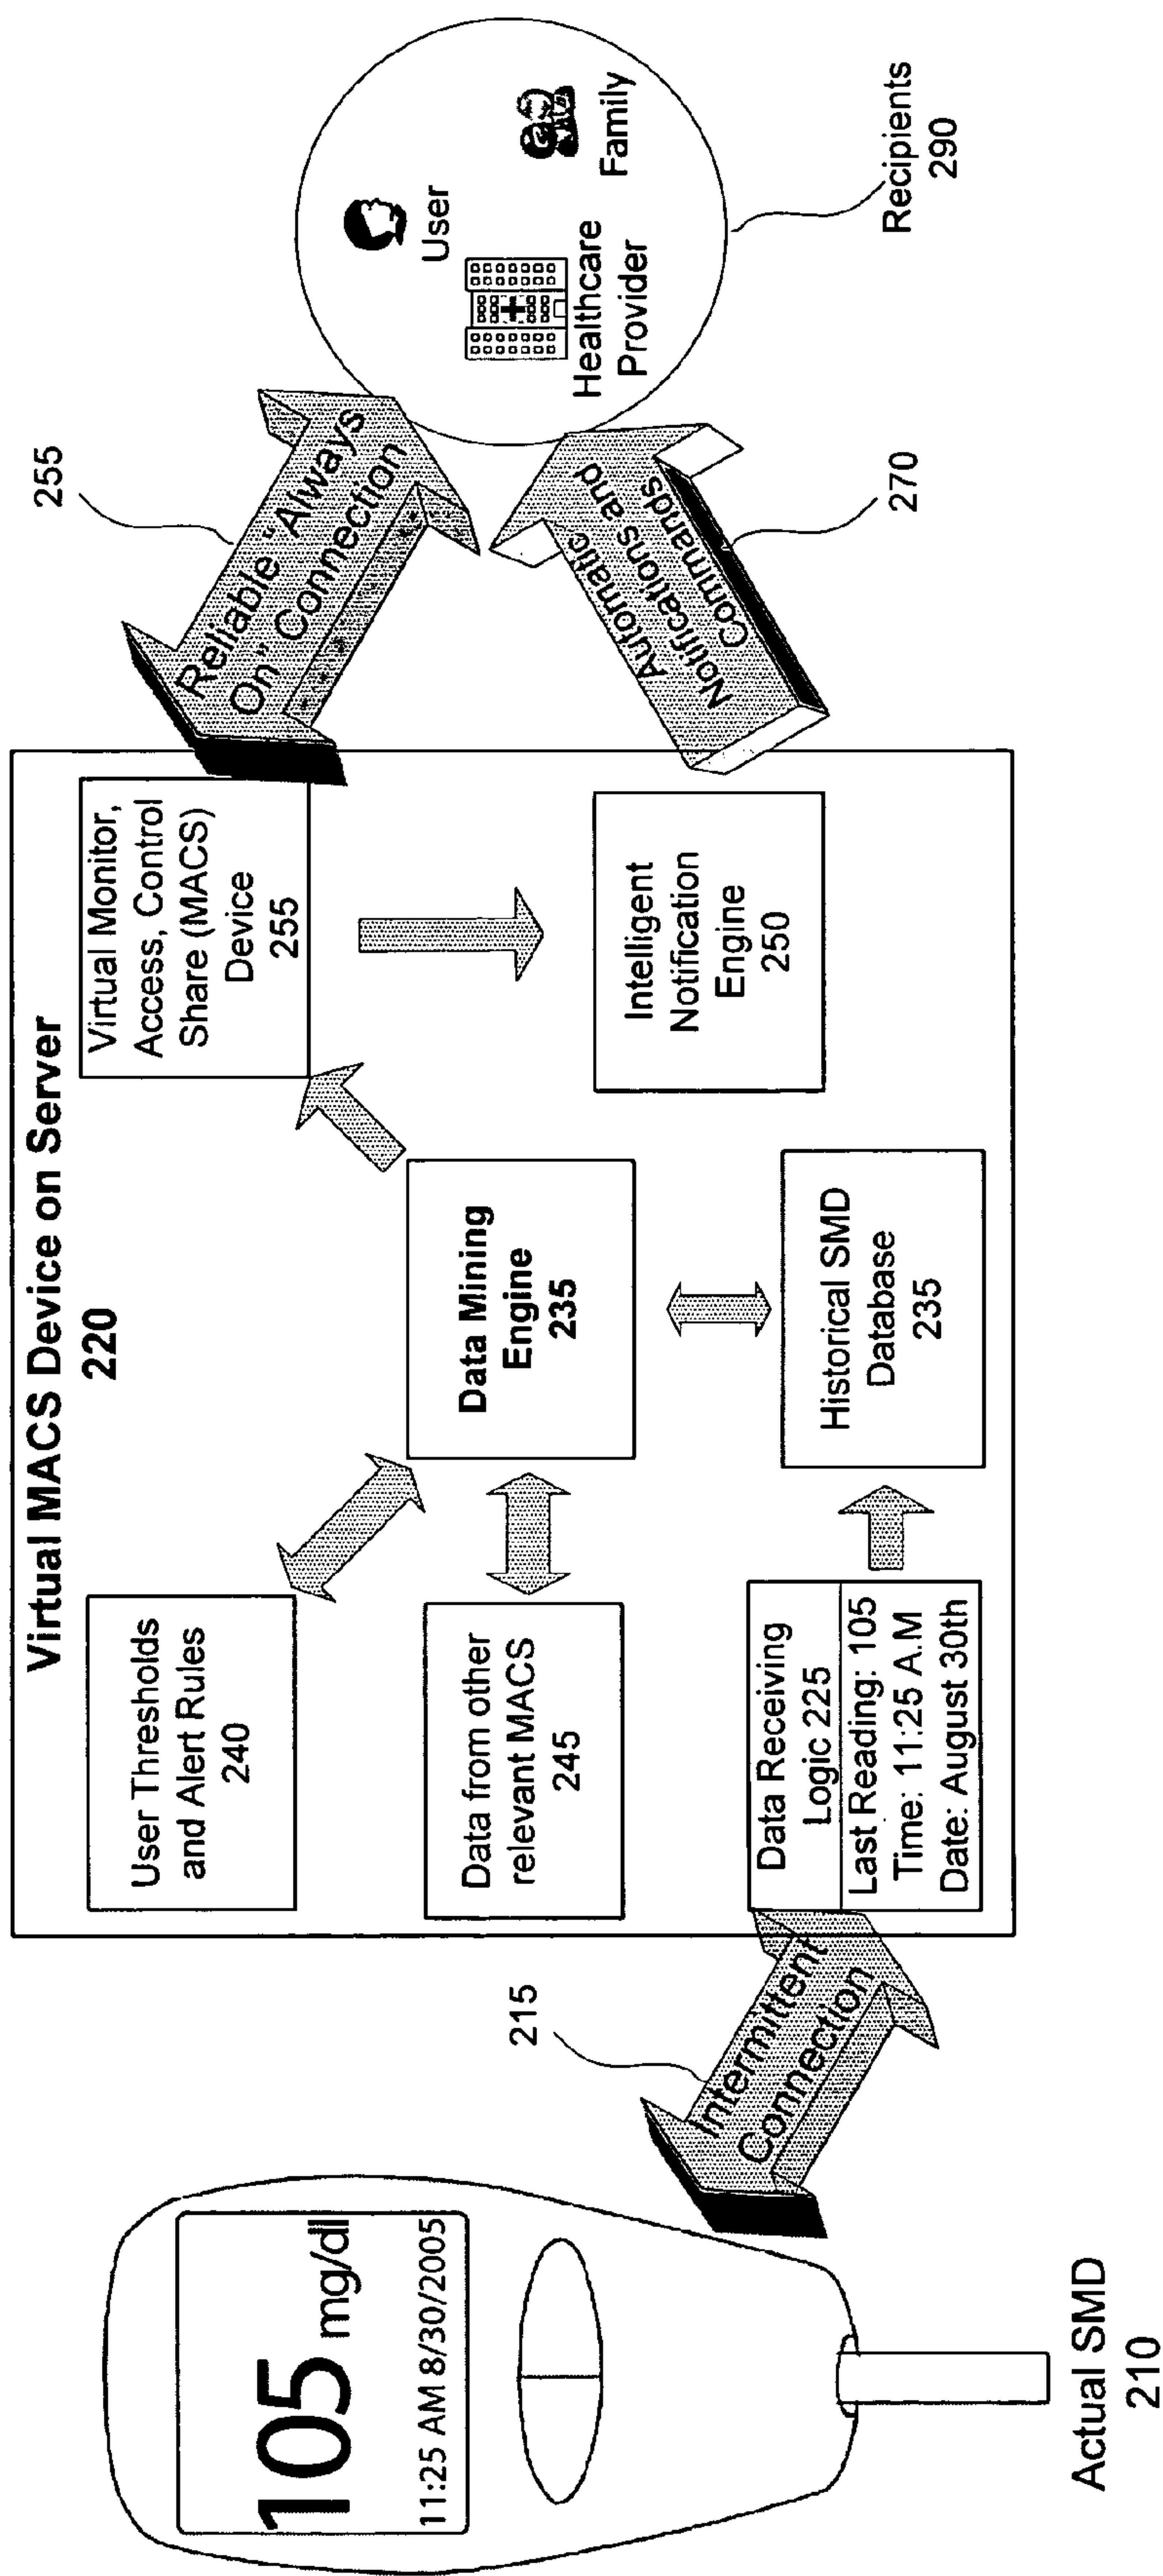 Virtual MACS Device on Server
220
105 mg/dl
11:25 AM 8/30/2005
Actual SMD
210
215
Intermittent
Connection
User Thresholds
and Alert Rules
240
Data from other
relevant MACS
245
Data Receiving
Logic 225
Last Reading: 105
Time: 11:25 A.M
Date: August 30th
Data Mining
Engine
235
Historical SMD
Database
235
Virtual Monitor,
Access, Control
Share (MACS)
Device
255
Intelligent
Notification
Engine
250
255
Reliable "Always
On" Connection
Automatic
Notifications and
Commands
270
User
Healthcare
Provider
Family
Recipients
290